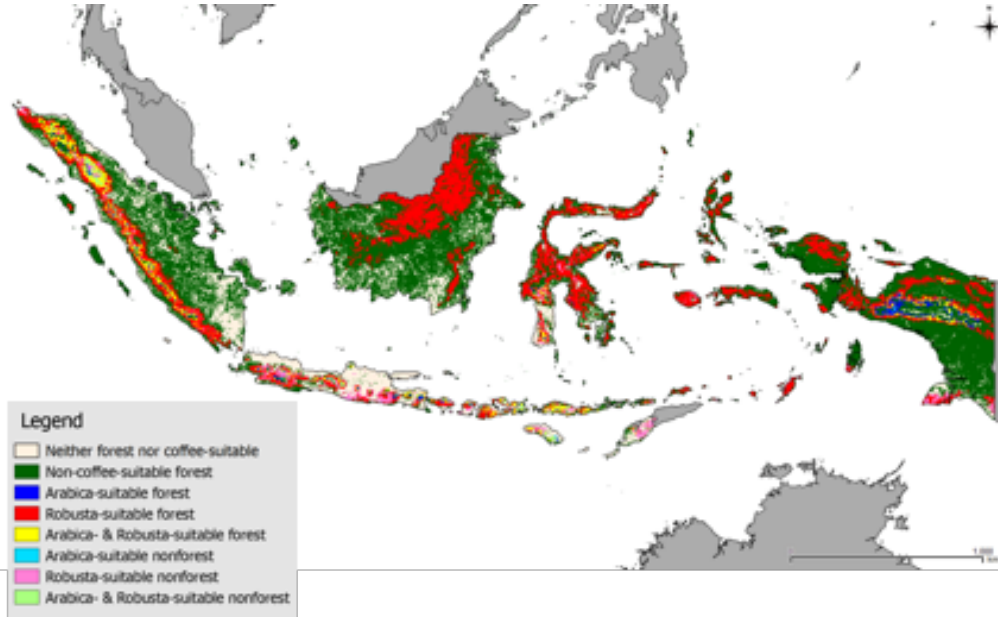 Legend
Neither forest nor coffee-suitable
Non-coffee-suitable forest
Arabica-suitable forest
Robusta-suitable forest
Arabica- & Robusta-suitable forest
Arabica-suitable nonforest
Robusta-suitable nonforest
Arabica- & Robusta-suitable nonforest